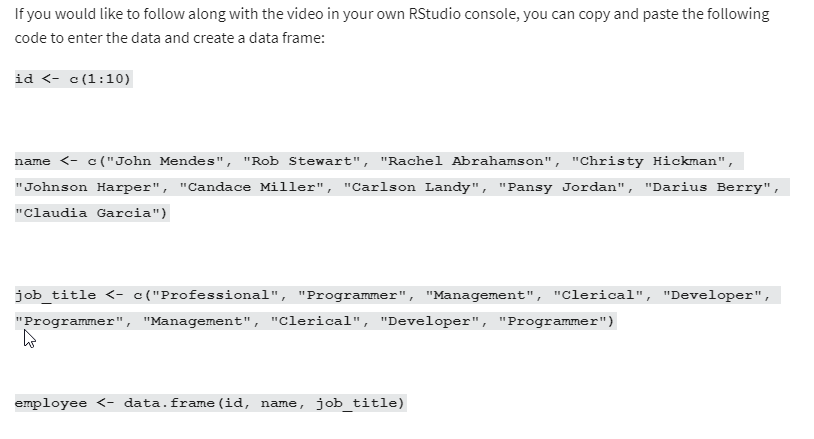 If you would like to follow along with the video in your own RStudio console, you can copy and paste the following
code to enter the data and create a data frame:
id <- c(1:10)
name <- c("John Mendes", "Rob Stewart", "Rachel Abrahamson", "Christy Hickman",
"Johnson Harper", "Candace Miller", "Carlson Landy", "Pansy Jordan", "Darius Berry",
"Claudia Garcia")
job_title <- c("Professional", "Programmer", "Management", "Clerical", "Developer",
"Programmer", "Management", "Clerical", "Developer", "Programmer")
employee <- data.frame(id, name, job_title)